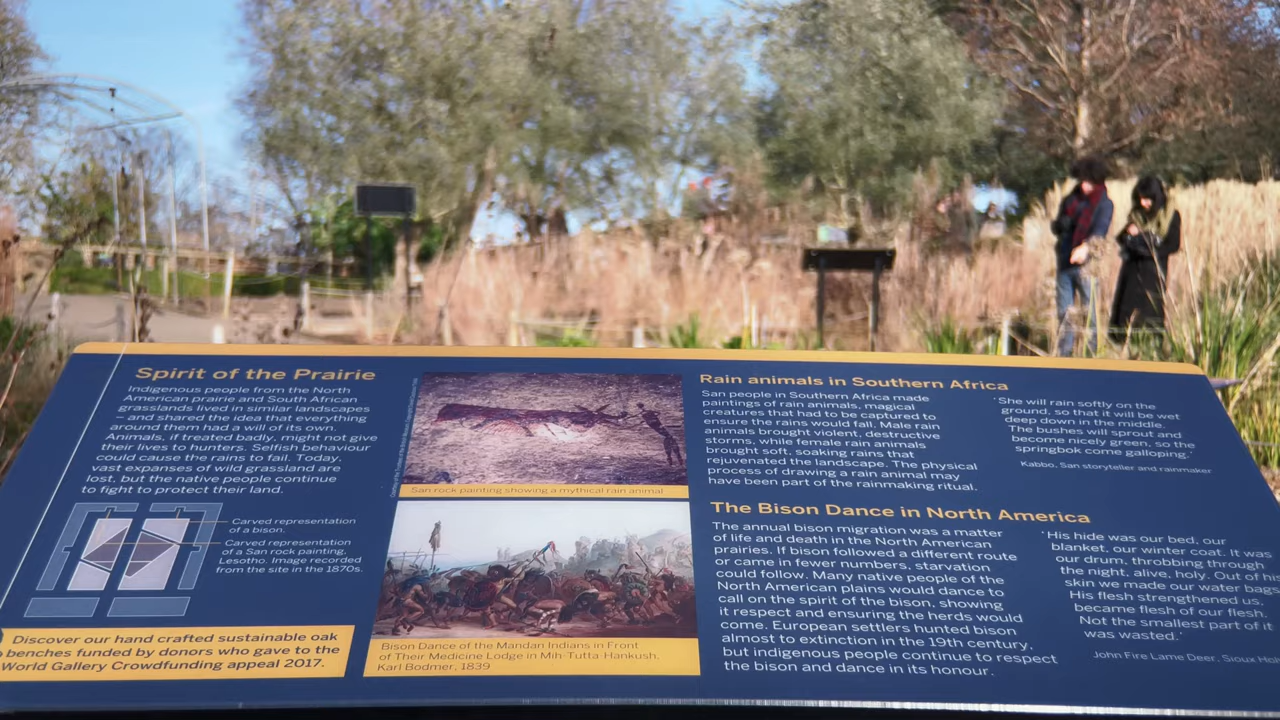 Spirit of the Prairie
Indigenous people from the North
American prairie and South African
grasslands lived in similar landscapes
– and shared the idea that everything
around them had a will of its own.
Animals, if treated badly, might not give
their lives to hunters. Selfish behaviour
could cause the rains to fail. Today,
vast expanses of wild grassland are
lost, but the native people continue
to fight to protect their land.
Carved representation
of a bison.
Carved representation
of a San rock painting,
Lesotho. Image recorded
from the site in the 1870s.
Discover our hand crafted sustainable oak
benches funded by donors who gave to the
World Gallery Crowdfunding appeal 2017.
San rock painting showing a mythical rain animal
Bison Dance of the Mandan Indians in Front
of Their Medicine Lodge in Mih-Tutta-Hankush.
Karl Bodmer, 1839
Rain animals in Southern Africa
San people in Southern Africa made
paintings of rain animals, magical
creatures that had to be captured to
ensure the rains would fall. Male rain
animals brought violent, destructive
storms, while female rain animals
brought soft, soaking rains that
rejuvenated the landscape. The physical
process of drawing a rain animal may
have been part of the rainmaking ritual.
'She will rain softly on the
ground, so that it will be wet
deep down in the middle.
The bushes will sprout and
become nicely green, so the
springbok come galloping.'
Kabbo, San storyteller and rainmaker
The Bison Dance in North America
The annual bison migration was a matter
of life and death in the North American
prairies. If bison followed a different route
or came in fewer numbers, starvation
could follow. Many native people of the
North American plains would dance to
call on the spirit of the bison, showing
it respect and ensuring the herds would
come. European settlers hunted bison
almost to extinction in the 19th century,
but indigenous people continue to respect
the bison and dance in its honour.
'His hide was our bed, our
blanket, our winter coat. It was
our drum, throbbing through
the night, alive, holy. Out of his
skin we made our water bags.
His flesh strengthened us,
became flesh of our flesh.
Not the smallest part of it
was wasted.'
John Fire Lame Deer, Sioux